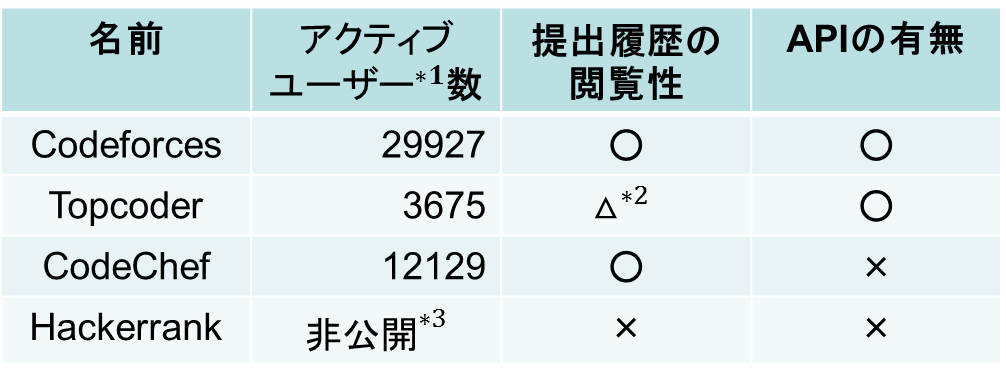 名前 アクティブ
ユーザー*1数 提出履歴の
閲覧性 APIの有無
Codeforces 29927 〇 〇
Topcoder 3675 △*2 〇
CodeChef 12129 〇 ×
Hackerrank 非公開*3 × ×